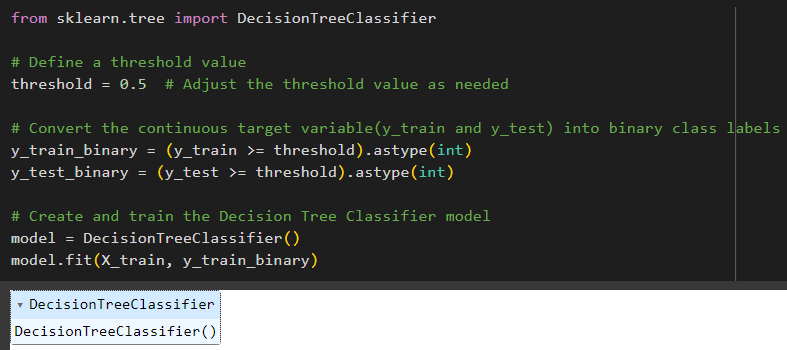 from sklearn.tree import DecisionTreeClassifier
# Define a threshold value
threshold = 0.5  # Adjust the threshold value as needed
# Convert the continuous target variable(y_train and y_test) into binary class labels
y_train_binary = (y_train >= threshold).astype(int)
y_test_binary = (y_test >= threshold).astype(int)
# Create and train the Decision Tree Classifier model
model = DecisionTreeClassifier()
model.fit(X_train, y_train_binary)
▾ DecisionTreeClassifier
DecisionTreeClassifier()